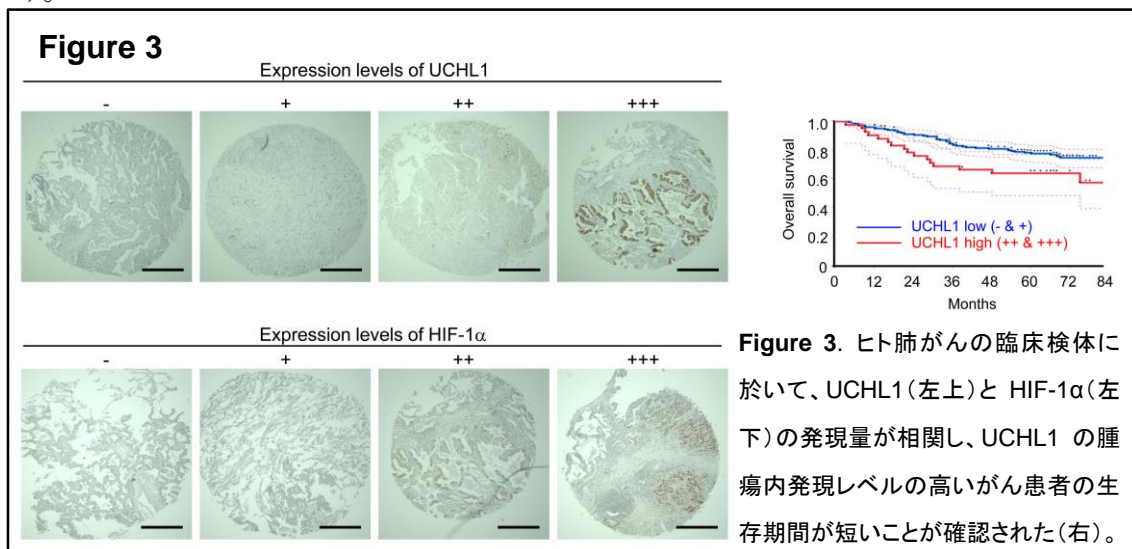 Figure 3
Expression levels of UCHL1
- + ++ +++
Expression levels of HIF-1α
- + ++ +++
Overall survival
1.0
0.8
0.6
0.4
0.2
0
UCHL1 low (- & +)
UCHL1 high (++ & +++)
0 12 24 36 48 60 72 84
Months
Figure 3. ヒト肺がんの臨床検体に
於いて、UCHL1(左上)と HIF-1α(左
下)の発現量が相関し、UCHL1 の腫
瘍内発現レベルの高いがん患者の生
存期間が短いことが確認された(右)。